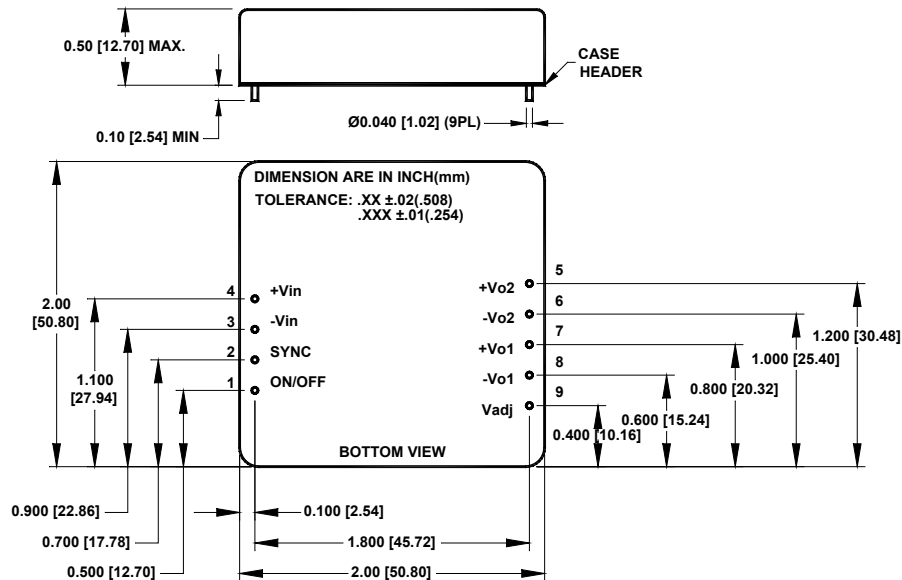 0.50 [12.70] MAX.
CASE
HEADER
0.10 [2.54] MIN
Ø0.040 [1.02] (9PL)
DIMENSION ARE IN INCH(mm)
TOLERANCE: .XX ±.02(.508)
.XXX ±.01(.254)
2.00
[50.80]
1.100
[27.94]
4 +Vin
3 -Vin
2 SYNC
1 ON/OFF
+Vo2 5
-Vo2 6
+Vo1 7
-Vo1 8
Vadj 9
1.200 [30.48]
1.000 [25.40]
0.800 [20.32]
0.600 [15.24]
0.400 [10.16]
BOTTOM VIEW
0.900 [22.86]
0.700 [17.78]
0.500 [12.70]
0.100 [2.54]
1.800 [45.72]
2.00 [50.80]